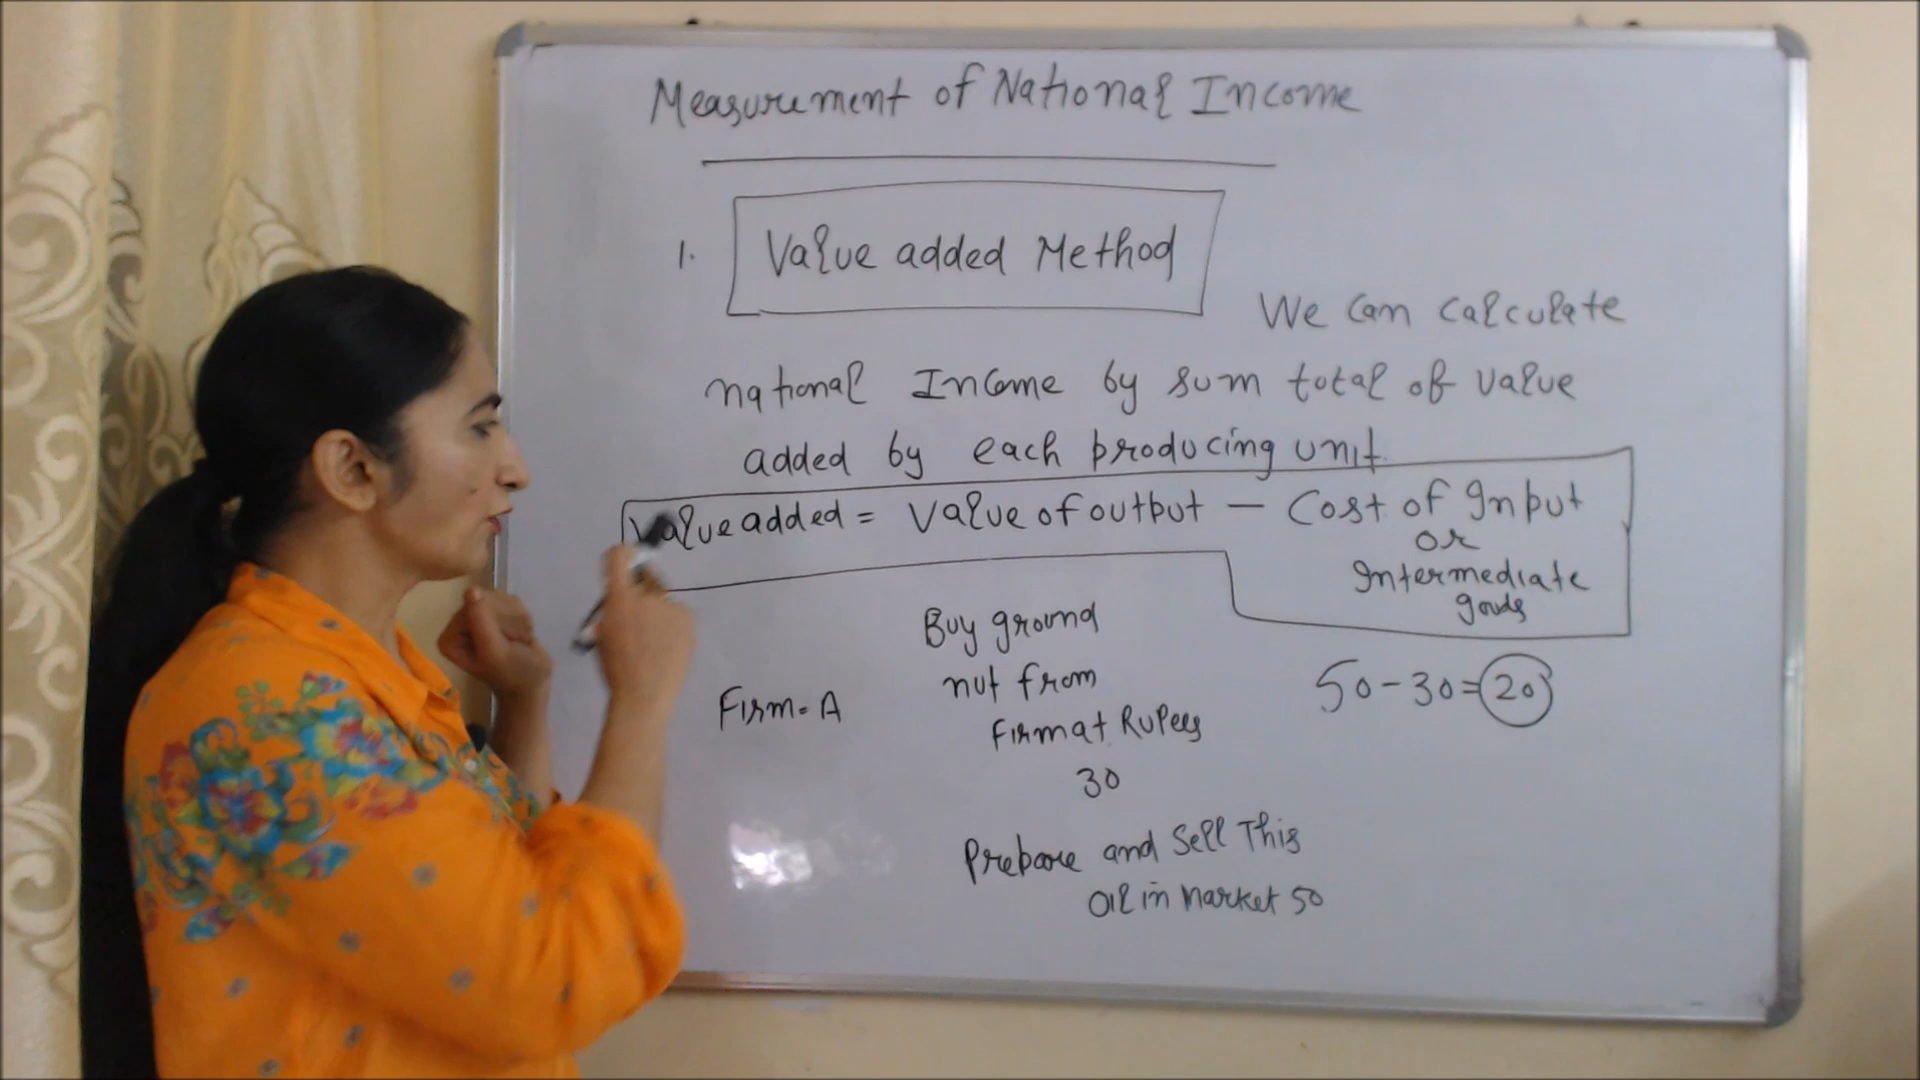 Measurement of National Income
1. Value added Method
We can calculate
national Income by sum total of value
added by each producing unit.
Value added = Value of output - Cost of Input
or
Intermediate
goods
Buy ground
nut from
Firm at Rupees
30
Firm - A
50 - 30 = 20
Prepare and Sell This
Oil in Market 50